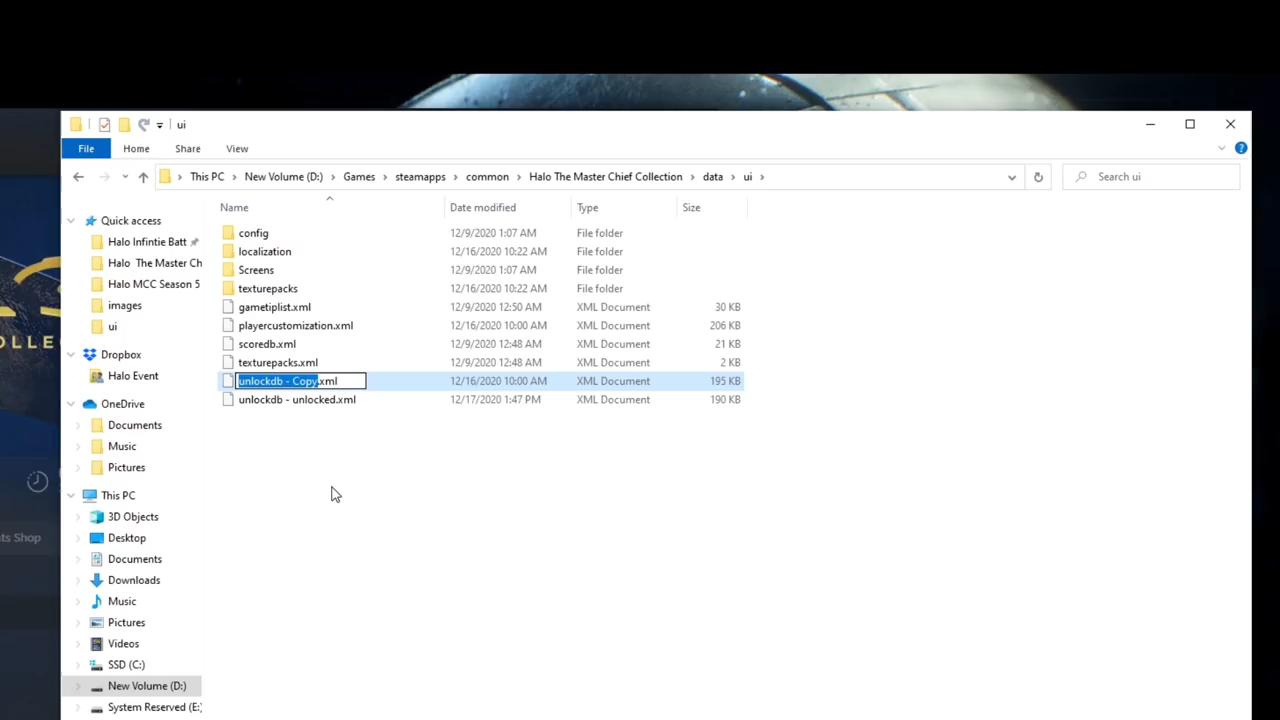 ui
File Home Share View
This PC New Volume (D:) Games steamapps common Halo The Master Chief Collection data ui Search ui
Name Date modified Type Size
Quick access
Halo Infintie Batt
Halo The Master Ch
Halo MCC Season 5
images
ui
Dropbox
Halo Event
OneDrive
Documents
Music
Pictures
This PC
3D Objects
Desktop
Documents
Downloads
Music
Pictures
Videos
SSD (C:)
New Volume (D:)
System Reserved (E:)
config 12/9/2020 1:07 AM File folder
localization 12/16/2020 10:22 AM File folder
Screens 12/9/2020 1:07 AM File folder
texturepacks 12/16/2020 10:22 AM File folder
gametiplist.xml 12/9/2020 12:50 AM XML Document 30 KB
playercustomization.xml 12/16/2020 10:00 AM XML Document 206 KB
scoredb.xml 12/9/2020 12:48 AM XML Document 21 KB
texturepacks.xml 12/9/2020 12:48 AM XML Document 2 KB
unlockdb - Copy.xml 12/16/2020 10:00 AM XML Document 195 KB
unlockdb - unlocked.xml 12/17/2020 1:47 PM XML Document 190 KB
OLLE
ts Shop